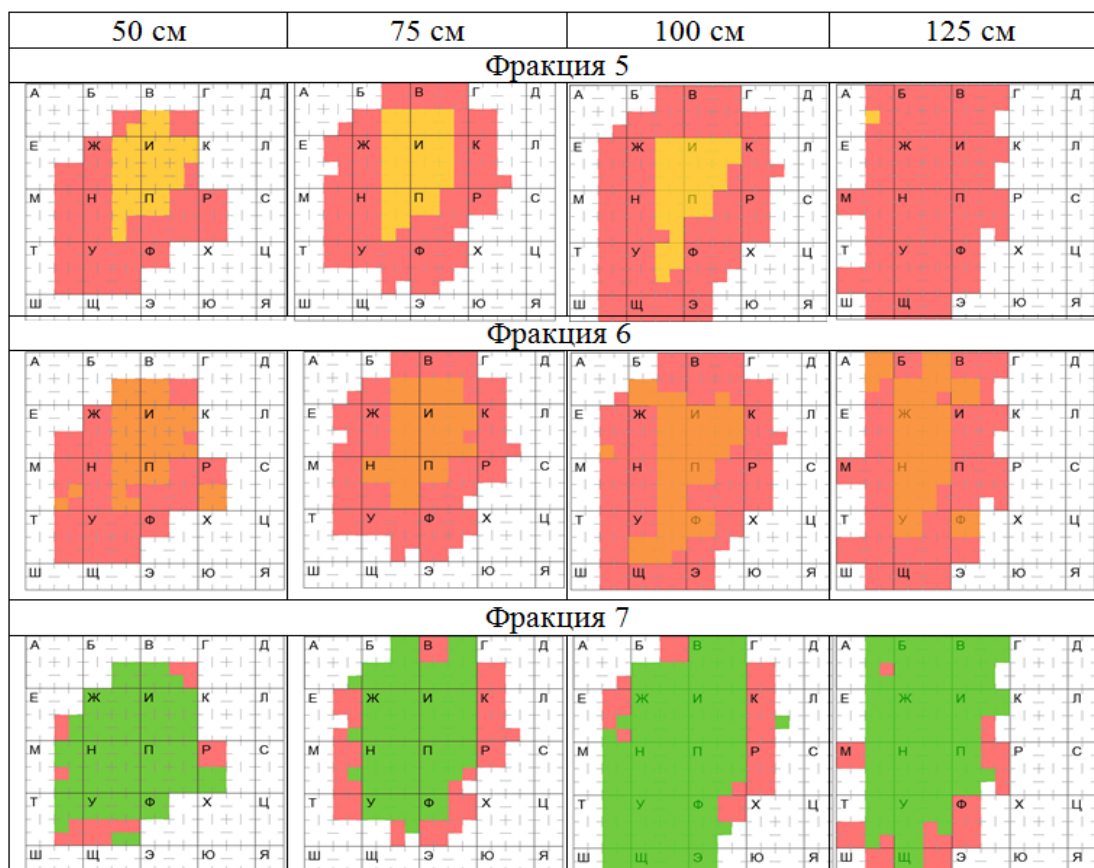 50 см 75 см 100 см 125 см
Фракция 5
А Б В Г Д А Б В Г Д А Б В Г Д А Б В Г Д
Е Ж И К Л Е Ж И К Л Е Ж И К Л Е Ж И К Л
М Н П Р С М Н П Р С М Н П Р С М Н П Р С
Т У Ф Х Ц Т У Ф Х Ц Т У Ф Х Ц Т У Ф Х Ц
Ш Щ Э Ю Я Ш Щ Э Ю Я Ш Щ Э Ю Я Ш Щ Э Ю Я
Фракция 6
А Б В Г Д А Б В Г Д А Б В Г Д А Б В Г Д
Е Ж И К Л Е Ж И К Л Е Ж И К Л Е Ж И К Л
М Н П Р С М Н П Р С М Н П Р С М Н П Р С
Т У Ф Х Ц Т У Ф Х Ц Т У Ф Х Ц Т У Ф Х Ц
Ш Щ Э Ю Я Ш Щ Э Ю Я Ш Щ Э Ю Я Ш Щ Э Ю Я
Фракция 7
А Б В Г Д А Б В Г Д А Б В Г Д А Б В Г Д
Е Ж И К Л Е Ж И К Л Е Ж И К Л Е Ж И К Л
М Н П Р С М Н П Р С М Н П Р С М Н П Р С
Т У Ф Х Ц Т У Ф Х Ц Т У Ф Х Ц Т У Ф Х Ц
Ш Щ Э Ю Я Ш Щ Э Ю Я Ш Щ Э Ю Я Ш Щ Э Ю Я